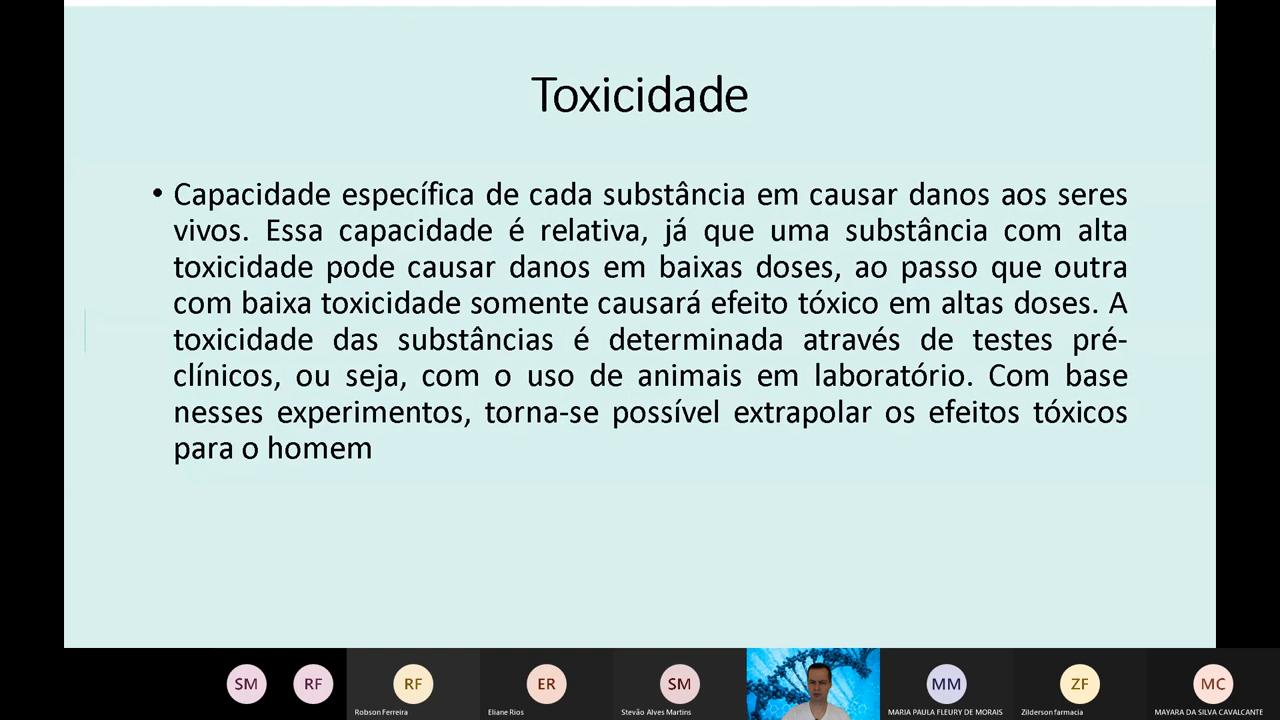 Toxicidade
• Capacidade específica de cada substância em causar danos aos seres
vivos. Essa capacidade é relativa, já que uma substância com alta
toxicidade pode causar danos em baixas doses, ao passo que outra
com baixa toxicidade somente causará efeito tóxico em altas doses. A
toxicidade das substâncias é determinada através de testes pré-
clínicos, ou seja, com o uso de animais em laboratório. Com base
nesses experimentos, torna-se possível extrapolar os efeitos tóxicos
para o homem
SM RF RF ER SM MM ZF MC
Robson Ferreira Eliane Rios Stevão Alves Martins MARIA PAULA FLEURY DE MORAIS Zilderson farmacia MAYARA DA SILVA CAVALCANTE